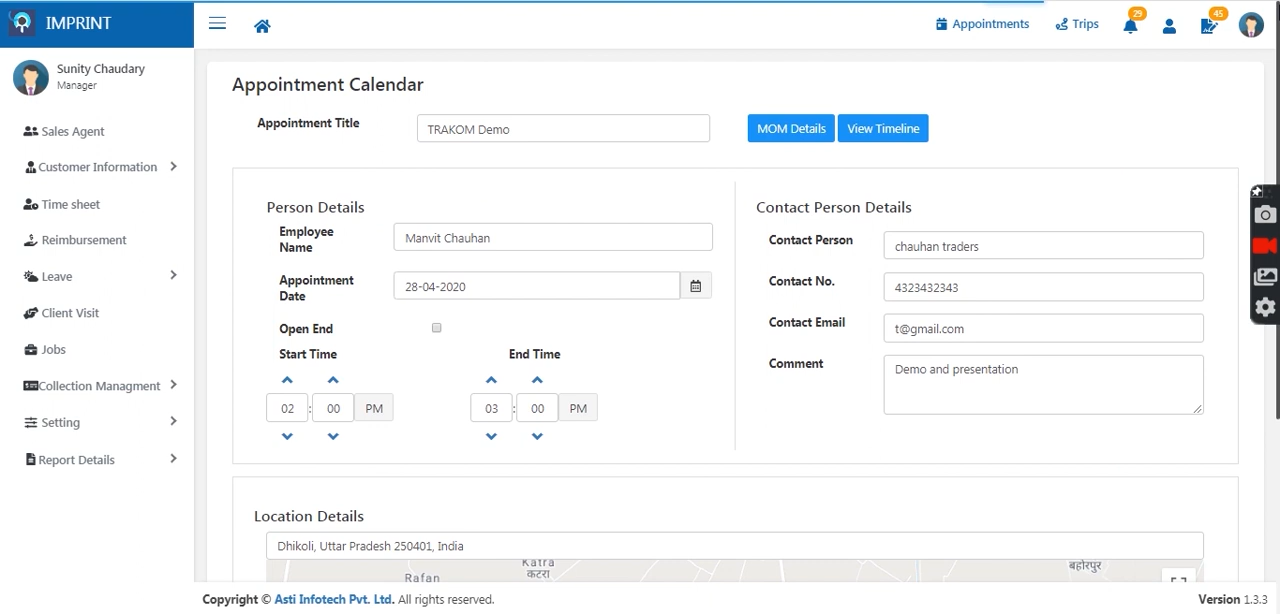 IMPRINT
Appointments
Trips
29
45
Sunity Chaudary
Manager
Sales Agent
Customer Information
Time sheet
Reimbursement
Leave
Client Visit
Jobs
Collection Managment
Setting
Report Details
Appointment Calendar
Appointment Title
TRAKOM Demo
MOM Details
View Timeline
Person Details
Employee
Name
Manvit Chauhan
Appointment
Date
28-04-2020
Open End
Start Time
End Time
02 : 00 PM
03 : 00 PM
Contact Person Details
Contact Person
chauhan traders
Contact No.
4323432343
Contact Email
t@gmail.com
Comment
Demo and presentation
Location Details
Dhikoli, Uttar Pradesh 250401, India
Katra
कटरा
Rafan
बहोरपुर
Copyright © Asti Infotech Pvt. Ltd. All rights reserved.
Version 1.3.3